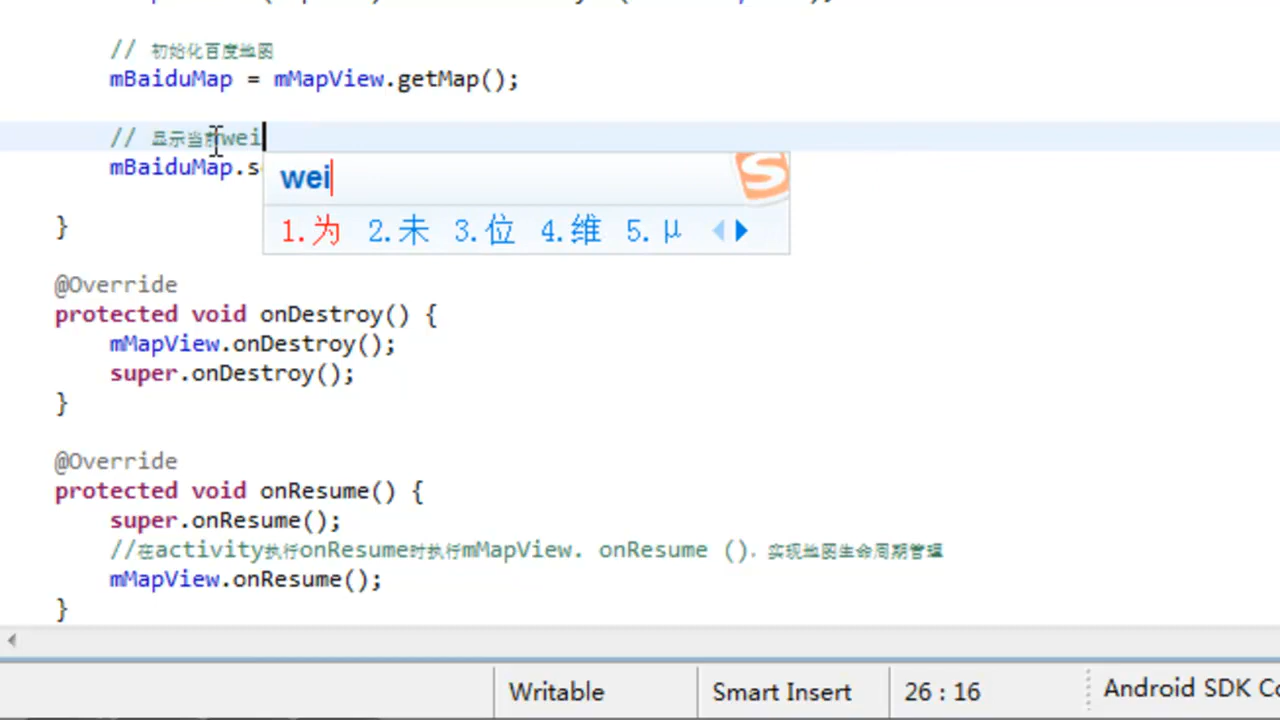 // 初始化百度地图
mBaiduMap = mMapView.getMap();
// 显示当前wei
mBaiduMap.s
wei
1.为 2.未 3.位 4.维 5. μ
}
@Override
protected void onDestroy() {
mMapView.onDestroy();
super.onDestroy();
}
@Override
protected void onResume() {
super.onResume();
//在activity执行onResume时执行mMapView. onResume ()，实现地图生命周期管理
mMapView.onResume();
}
Writable
Smart Insert
26 : 16
Android SDK Co